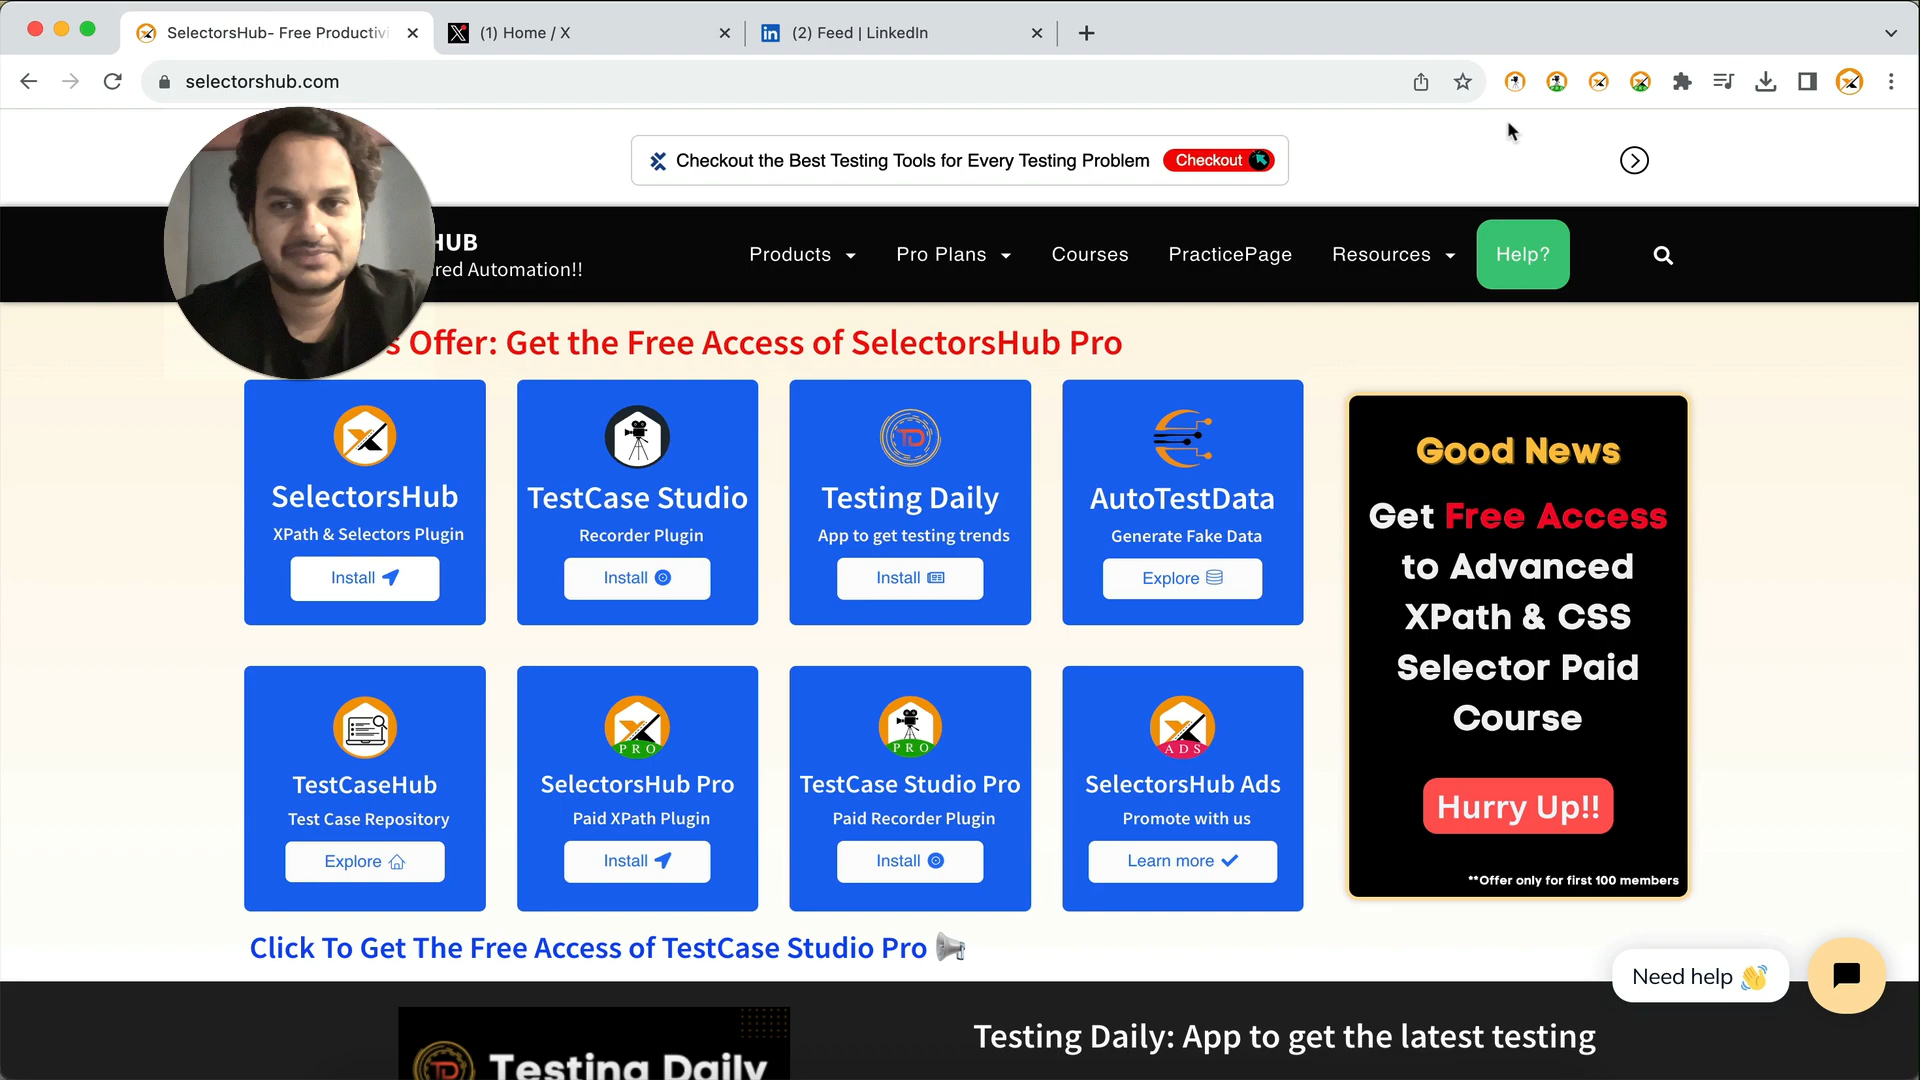 SelectorsHub- Free Productivi
(1) Home / X
(2) Feed | LinkedIn
selectorshub.com
Checkout the Best Testing Tools for Every Testing Problem
Checkout
HUB
red Automation!!
Products
Pro Plans
Courses
PracticePage
Resources
Help?
s Offer: Get the Free Access of SelectorsHub Pro
SelectorsHub
XPath & Selectors Plugin
Install
TestCase Studio
Recorder Plugin
Install
TD
Testing Daily
App to get testing trends
Install
AutoTestData
Generate Fake Data
Explore
TestCaseHub
Test Case Repository
Explore
PRO
SelectorsHub Pro
Paid XPath Plugin
Install
PRO
TestCase Studio Pro
Paid Recorder Plugin
Install
ADS
SelectorsHub Ads
Promote with us
Learn more
Good News
Get Free Access
to Advanced
XPath & CSS
Selector Paid
Course
Hurry Up!!
**Offer only for first 100 members
Click To Get The Free Access of TestCase Studio Pro
Need help
TD
Testing Daily
Testing Daily: App to get the latest testing